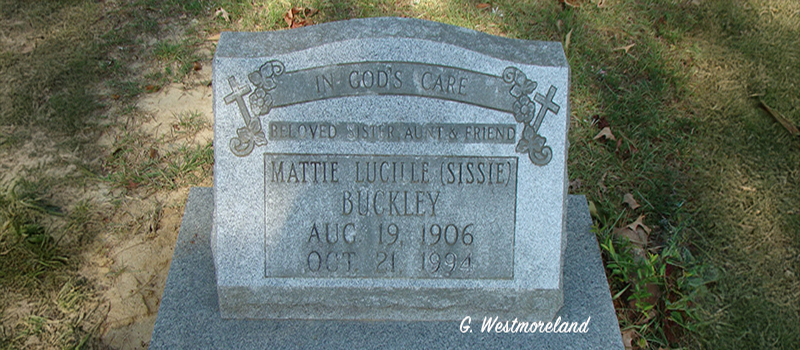 IN GOD'S CARE
BELOVED SISTER, AUNT & FRIEND
MATTIE LUCILLE (SISSIE)
BUCKLEY
AUG. 19, 1906
OCT. 21, 1994
G. Westmoreland